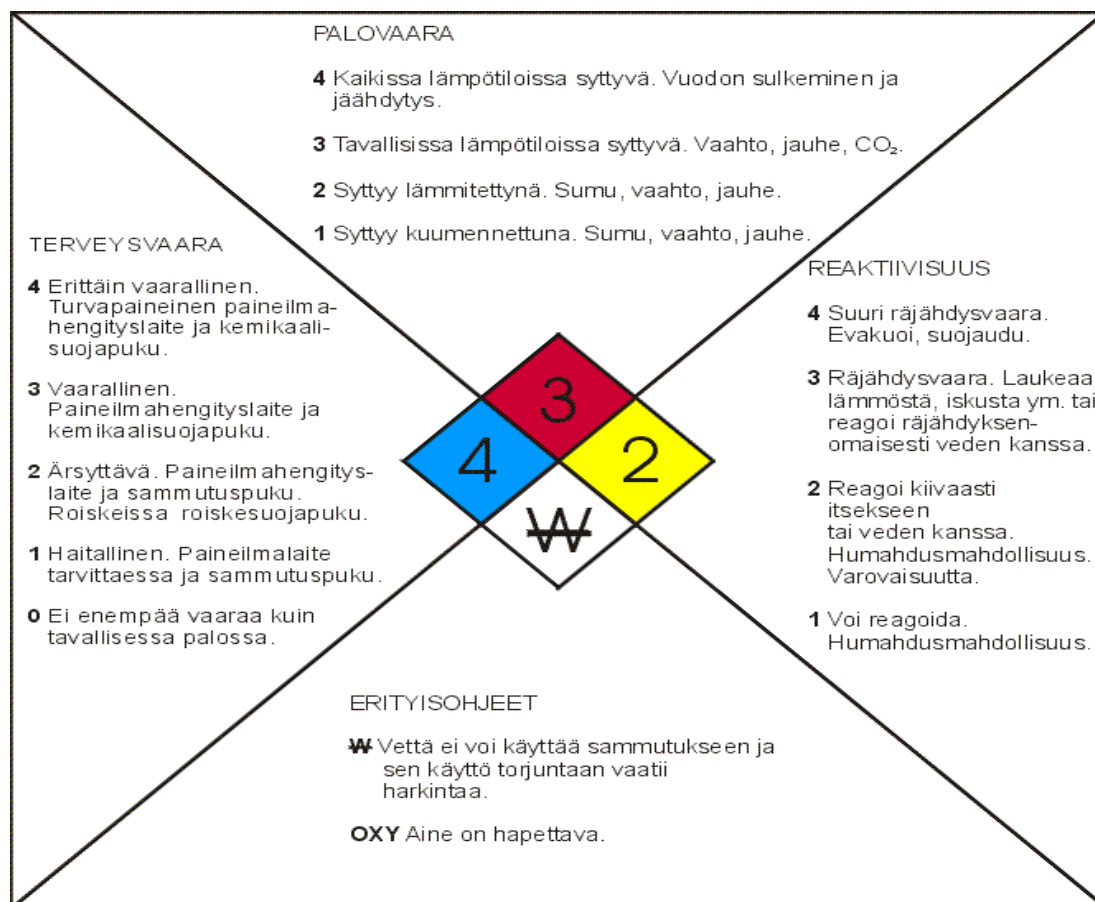 PALOVAARA
4 Kaikissa lämpötiloissa syttyvä. Vuodon sulkeminen ja
jäähdytys.
3 Tavallisissa lämpötiloissa syttyvä. Vaahto, jauhe, CO₂.
2 Syttyy lämmitettynä. Sumu, vaahto, jauhe.
1 Syttyy kuumennettuna. Sumu, vaahto, jauhe.
TERVEYSVAARA
4 Erittäin vaarallinen.
Turvapaineinen paineilma-
hengityslaite ja kemikaali-
suojapuku.
3 Vaarallinen.
Paineilmahengityslaite ja
kemikaalisuojapuku.
2 Ärsyttävä. Paineilmahengitys-
laite ja sammutuspuku.
Roiskeissa roiskesuojapuku.
1 Haitallinen. Paineilmalaite
tarvittaessa ja sammutuspuku.
0 Ei enempää vaaraa kuin
tavallisessa palossa.
3
4
2
W
REAKTIIVISUUS
4 Suuri räjähdysvaara.
Evakuoi, suojaudu.
3 Räjähdysvaara. Laukeaa
lämmöstä, iskusta ym. tai
reagoi räjähdyksen-
omaisesti veden kanssa.
2 Reagoi kiivaasti
itsekseen
tai veden kanssa.
Humahdusmahdollisuus.
Varovaisuutta.
1 Voi reagoida.
Humahdusmahdollisuus.
ERITYISOHJEET
W Vettä ei voi käyttää sammutukseen ja
sen käyttö torjuntaan vaatii
harkintaa.
OXY Aine on hapettava.